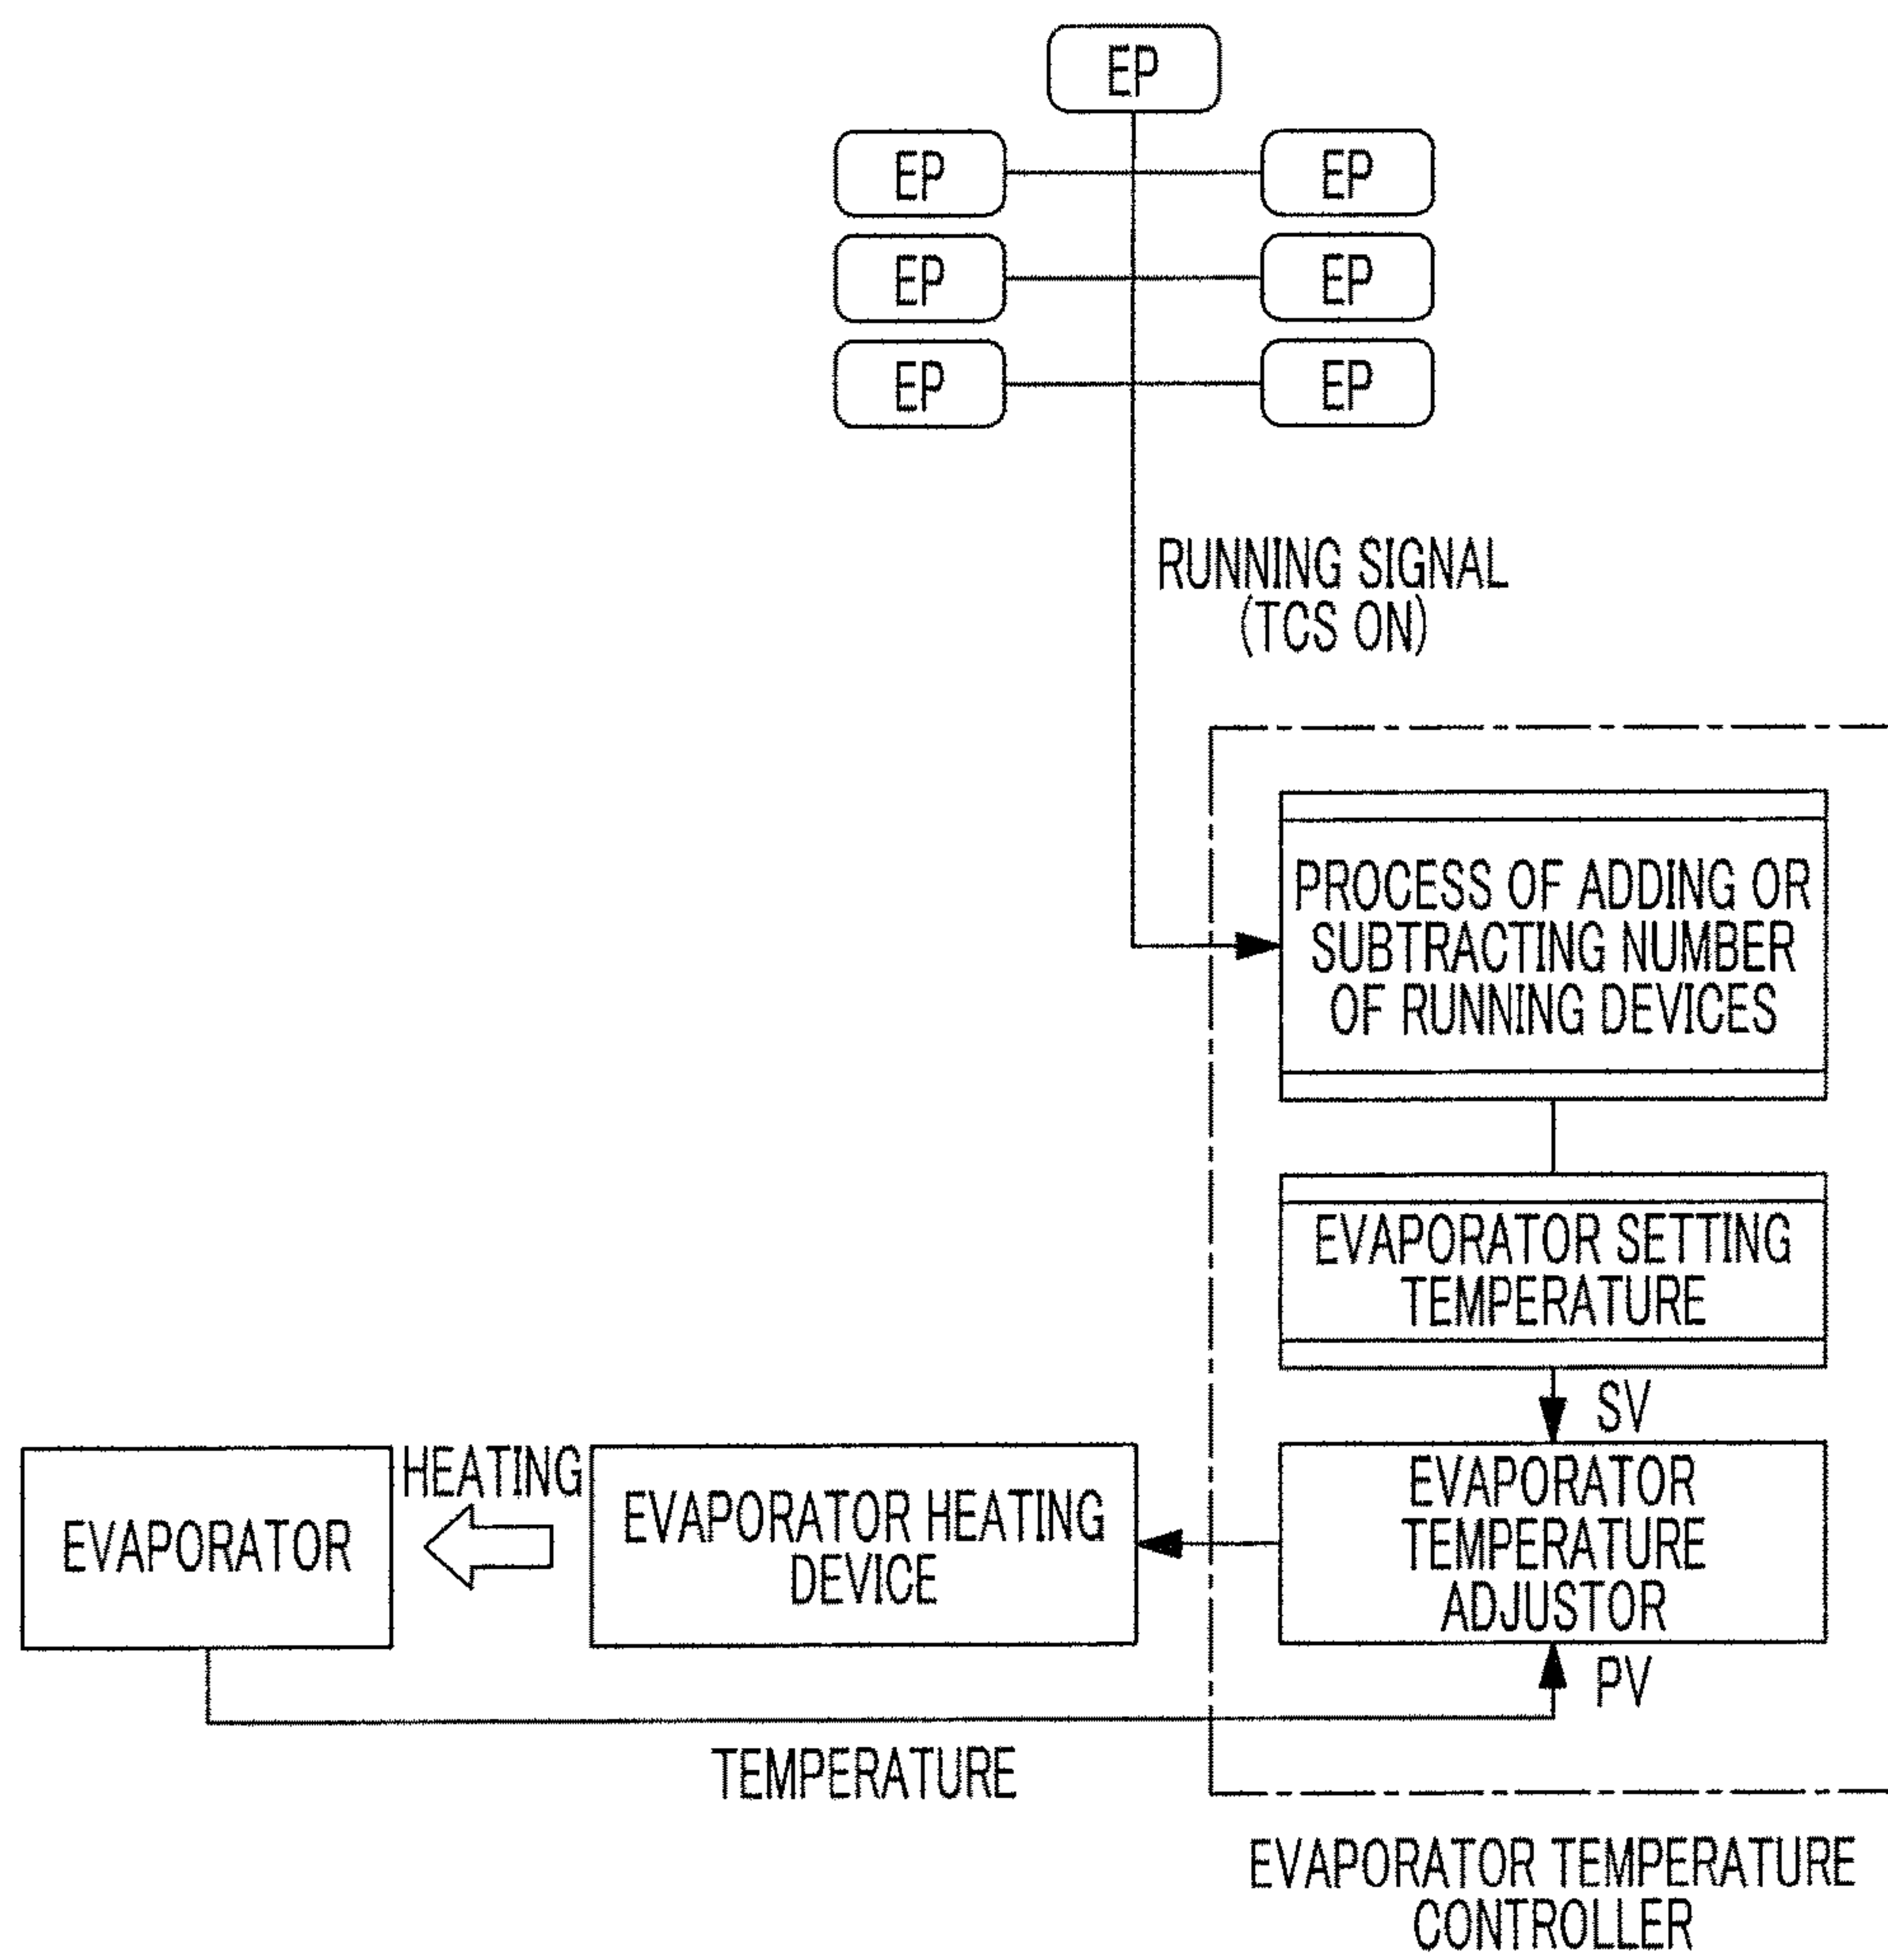 EP
EP
EP
EP
EP
EP
EP
RUNNING SIGNAL
(TCS ON)
PROCESS OF ADDING OR
SUBTRACTING NUMBER
OF RUNNING DEVICES
EVAPORATOR SETTING
TEMPERATURE
SV
EVAPORATOR
HEATING
EVAPORATOR HEATING
DEVICE
EVAPORATOR
TEMPERATURE
ADJUSTOR
PV
TEMPERATURE
EVAPORATOR TEMPERATURE
CONTROLLER